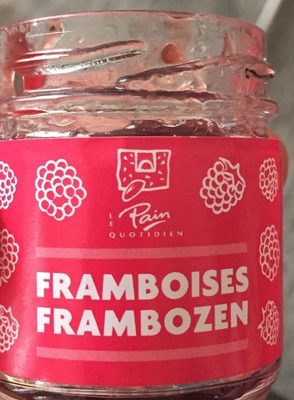 LE Pain
QUOTIDIEN
FRAMBOISES
FRAMBOZEN